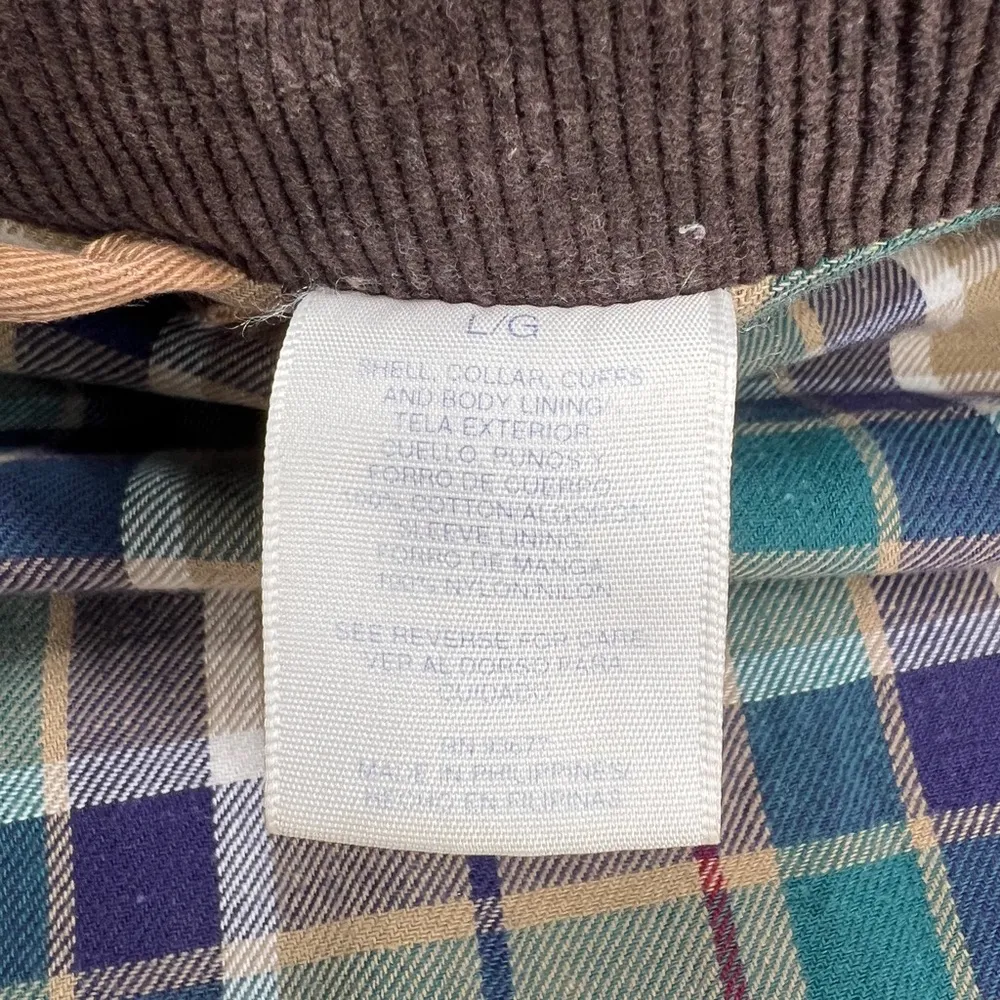 L/G
SHELL, COLLAR, CUFFS
AND BODY LINING/
TELA EXTERIOR
CUELLO, PUNOS Y
FORRO DE CUERPO
100% COTTON/ALGODON
SLEEVE LINING/
FORRO DE MANGA
100% NYLON/NILON
SEE REVERSE FOR CARE
VER AL DORSO PARA
CUIDADO
RN
MADE IN PHILIPPINES/
HECHO EN FILIPINAS